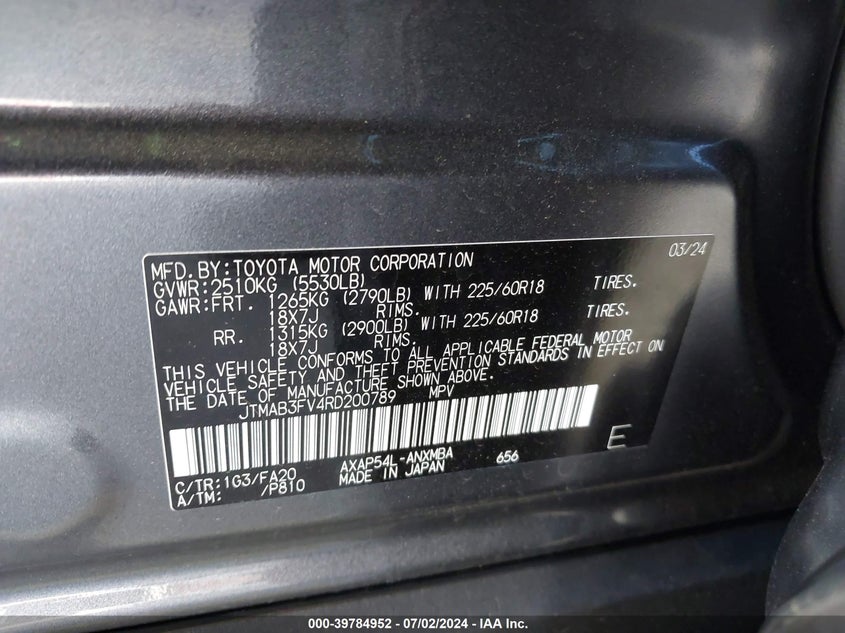 03/24
MFD.BY:TOYOTA MOTOR CORPORATION
GVWR:2510KG (5530LB)
GAWR:FRT. 1265KG (2790LB) WITH 225/60R18 TIRES.
18X7J RIMS.
RR. 1315KG (2900LB) WITH 225/60R18 TIRES.
18X7J RIMS.
THIS VEHICLE CONFORMS TO ALL APPLICABLE FEDERAL MOTOR
VEHICLE SAFETY AND THEFT PREVENTION STANDARDS IN EFFECT ON
THE DATE OF MANUFACTURE SHOWN ABOVE.
JTMAB3FV4RD200789 MPV
E
C/TR:1G3/FA20 AXAP54L-ANXMBA 656
A/TM: /P810 MADE IN JAPAN
000-39784952 - 07/02/2024 - IAA Inc.